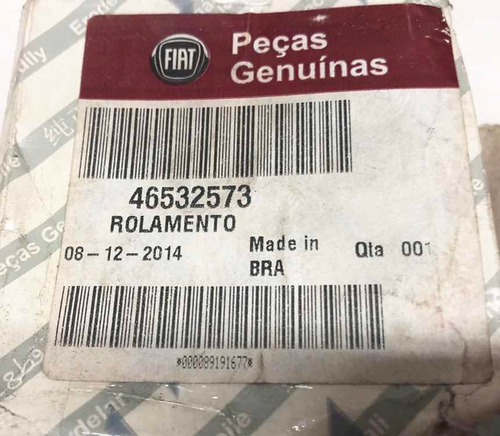 FIAT
Peças
Genuínas
46532573
ROLAMENTO
08-12-2014
Made in
BRA
Qta 001
*000089191677*